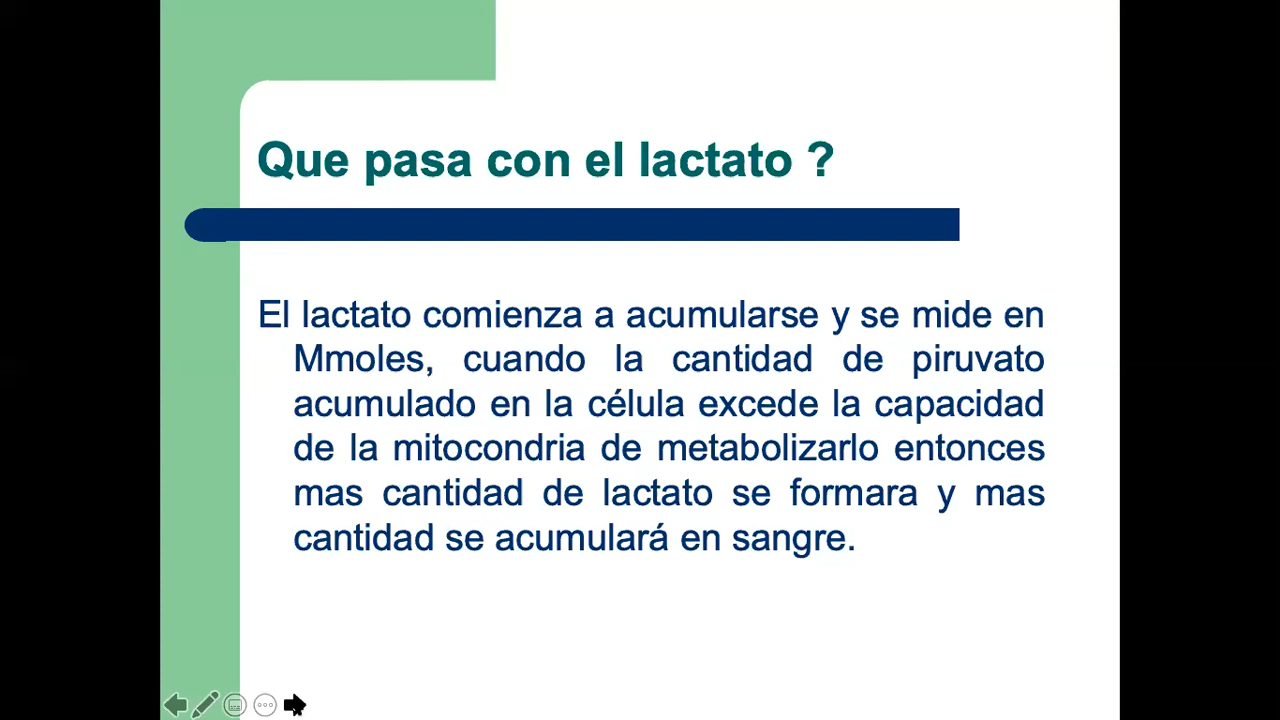 Que pasa con el lactato ?
El lactato comienza a acumularse y se mide en
Mmoles, cuando la cantidad de piruvato
acumulado en la célula excede la capacidad
de la mitocondria de metabolizarlo entonces
mas cantidad de lactato se formara y mas
cantidad se acumulará en sangre.